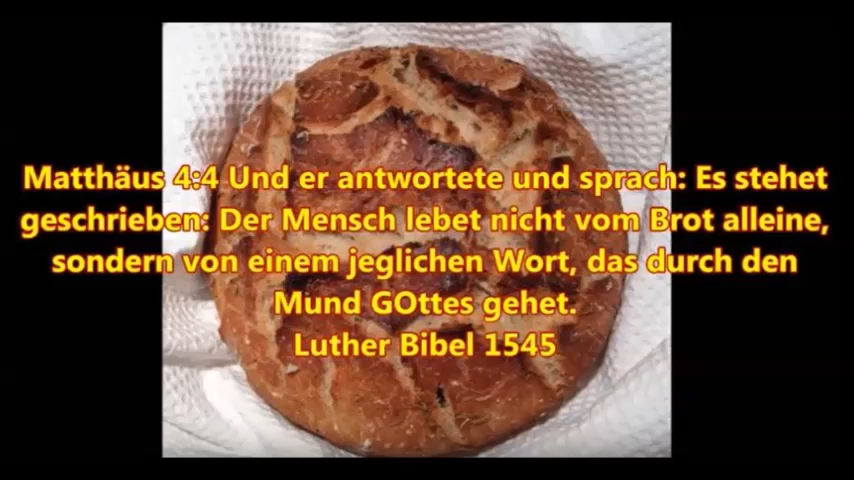 Matthäus 4:4 Und er antwortete und sprach: Es stehet
geschrieben: Der Mensch lebet nicht vom Brot alleine,
sondern von einem jeglichen Wort, das durch den
Mund GOttes gehet.
Luther Bibel 1545